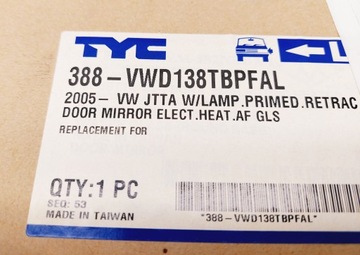 TYC
388-VWD138TBPFAL
2005- VW JTTA W/LAMP.PRIMED.RETRAC
DOOR MIRROR ELECT.HEAT.AF GLS
REPLACEMENT FOR
QTY:1 PC
SEQ: 53
MADE IN TAIWAN
"388-VWD138TBPFAL"